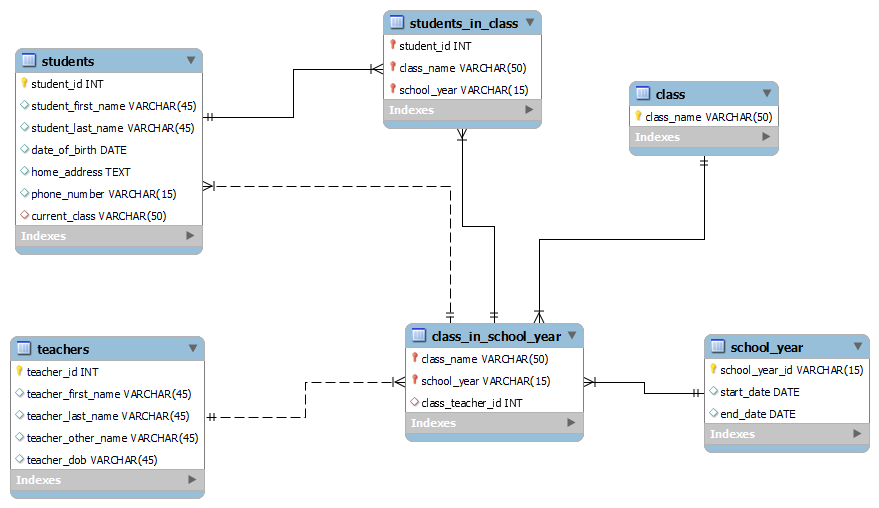 students_in_class
student_id INT
class_name VARCHAR(50)
school_year VARCHAR(15)
Indexes
students
student_id INT
student_first_name VARCHAR(45)
student_last_name VARCHAR(45)
date_of_birth DATE
home_address TEXT
phone_number VARCHAR(15)
current_class VARCHAR(50)
Indexes
class
class_name VARCHAR(50)
Indexes
teachers
teacher_id INT
teacher_first_name VARCHAR(45)
teacher_last_name VARCHAR(45)
teacher_other_name VARCHAR(45)
teacher_dob VARCHAR(45)
Indexes
class_in_school_year
class_name VARCHAR(50)
school_year VARCHAR(15)
class_teacher_id INT
Indexes
school_year
school_year_id VARCHAR(15)
start_date DATE
end_date DATE
Indexes